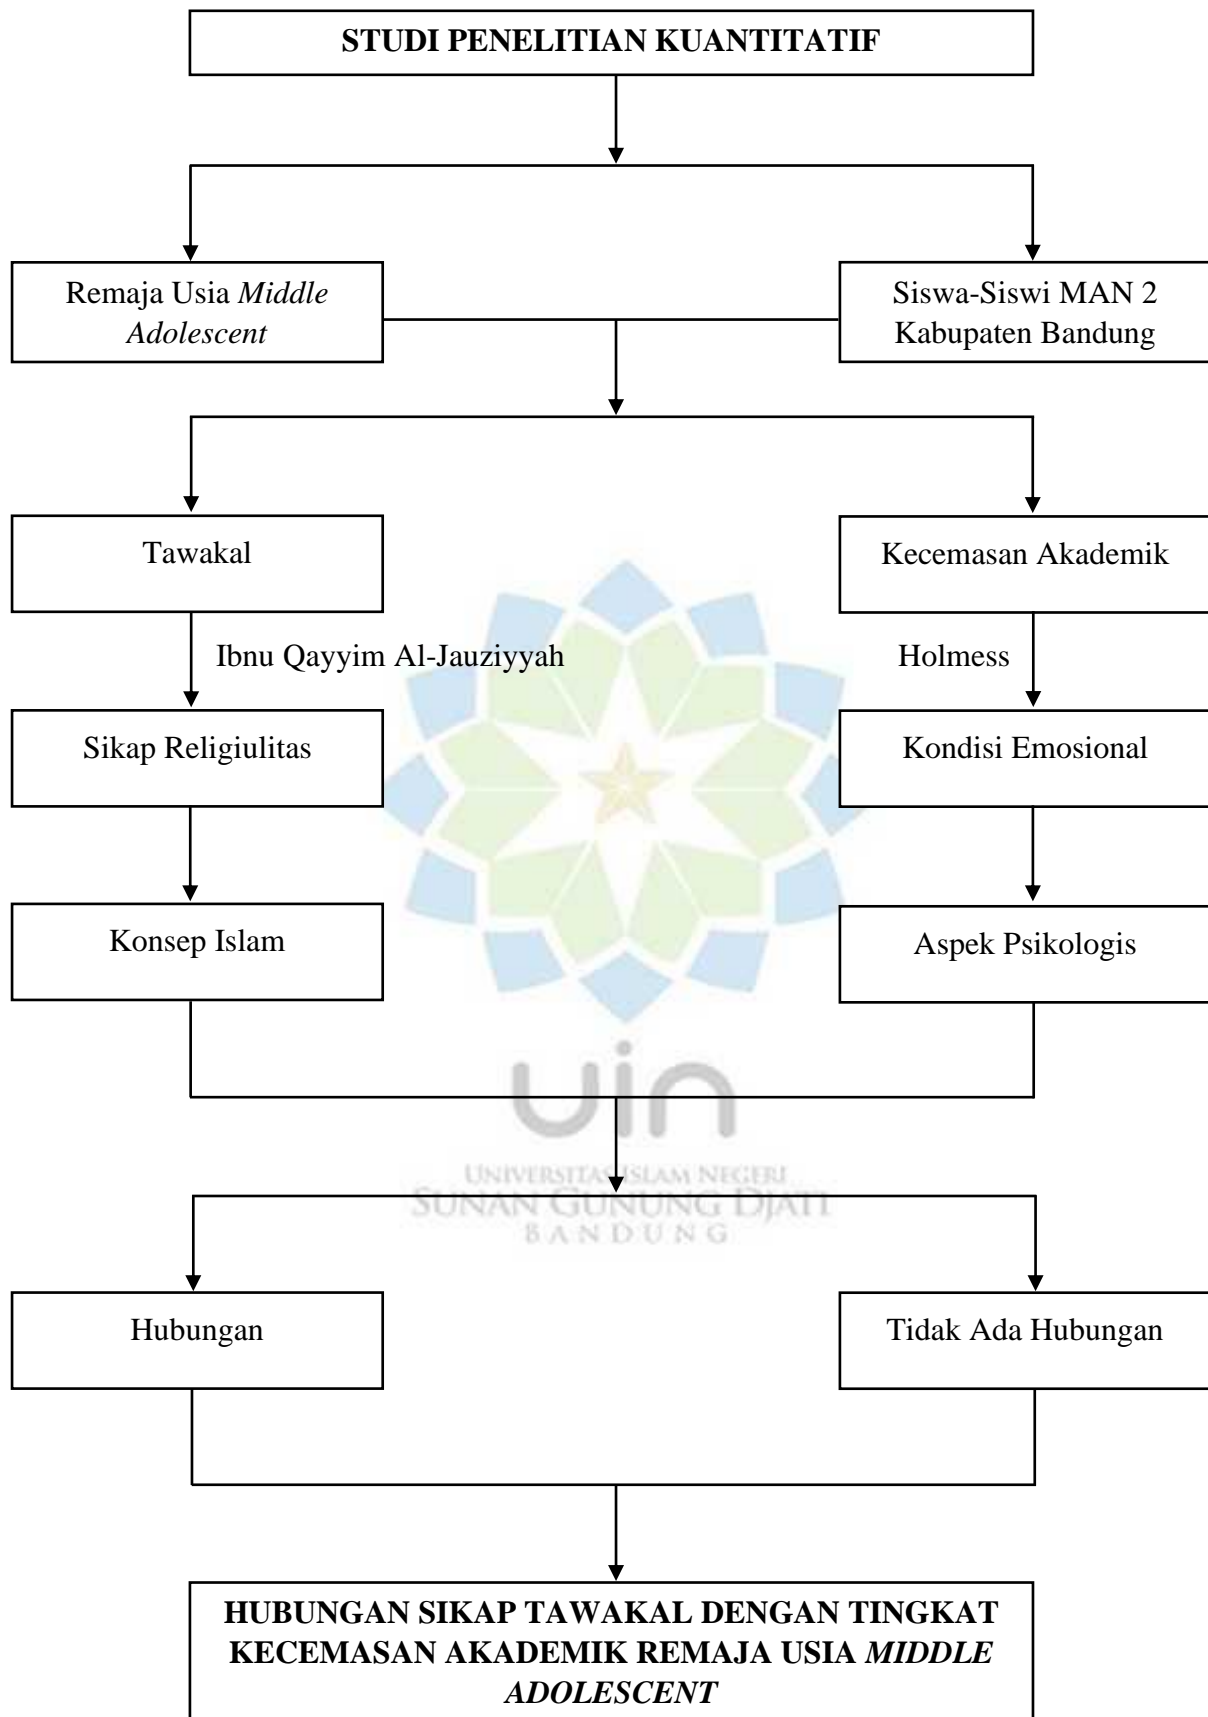 STUDI PENELITIAN KUANTITATIF
Remaja Usia Middle
Adolescent
Siswa-Siswi MAN 2
Kabupaten Bandung
Tawakal
Kecemasan Akademik
Ibnu Qayyim Al-Jauziyyah
Holmess
Sikap Religiulitas
Kondisi Emosional
Konsep Islam
Aspek Psikologis
uin
UNIVERSITAS ISLAM NEGERI
SUNAN GUNUNG DJATI
BANDUNG
Hubungan
Tidak Ada Hubungan
HUBUNGAN SIKAP TAWAKAL DENGAN TINGKAT
KECEMASAN AKADEMIK REMAJA USIA MIDDLE
ADOLESCENT